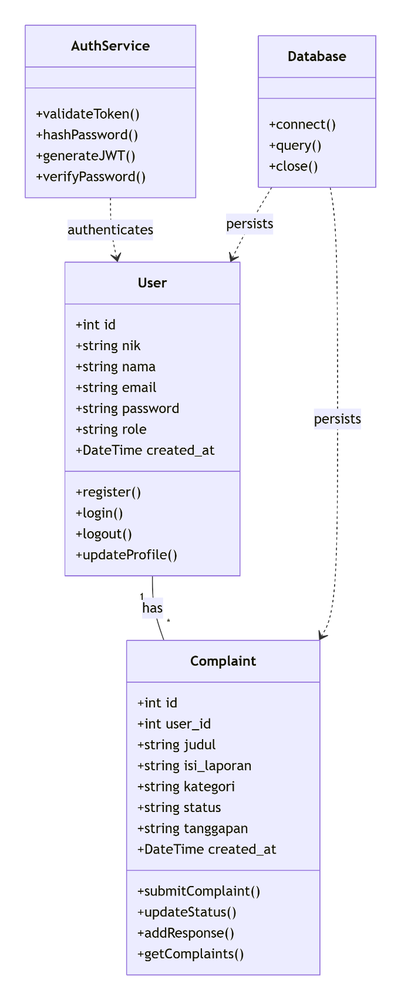 AuthService
+validateToken()
+hashPassword()
+generateJWT()
+verifyPassword()
Database
+connect()
+query()
+close()
authenticates
persists
User
+int id
+string nik
+string nama
+string email
+string password
+string role
+DateTime created_at
+register()
+login()
+logout()
+updateProfile()
persists
1
has
*
Complaint
+int id
+int user_id
+string judul
+string isi_laporan
+string kategori
+string status
+string tanggapan
+DateTime created_at
+submitComplaint()
+updateStatus()
+addResponse()
+getComplaints()